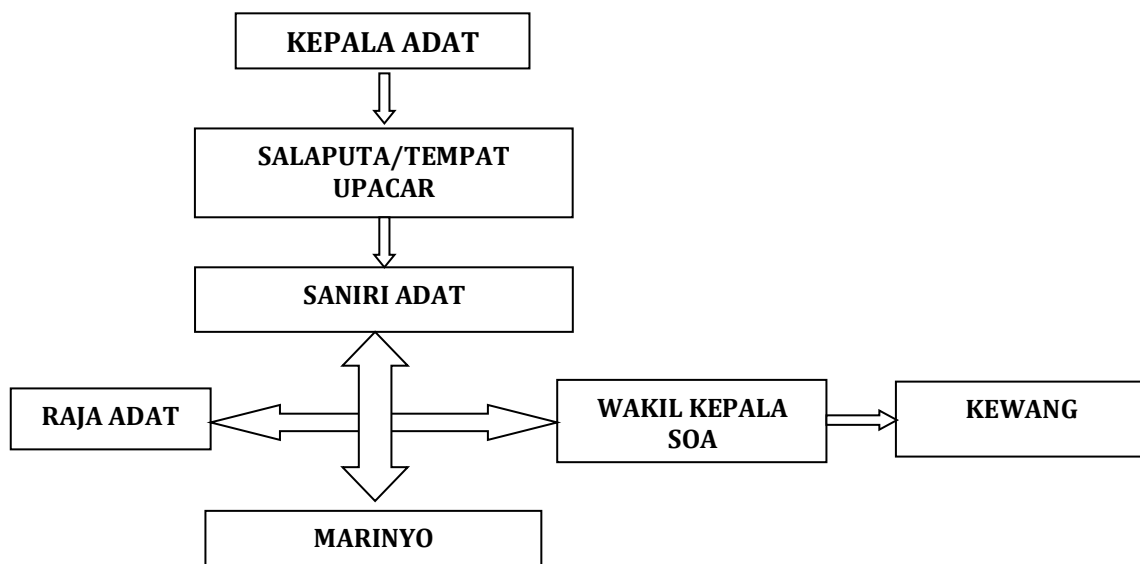 KEPALA ADAT
SALAPUTA/TEMPAT
UPACAR
SANIRI ADAT
RAJA ADAT
WAKIL KEPALA
SOA
KEWANG
MARINYO